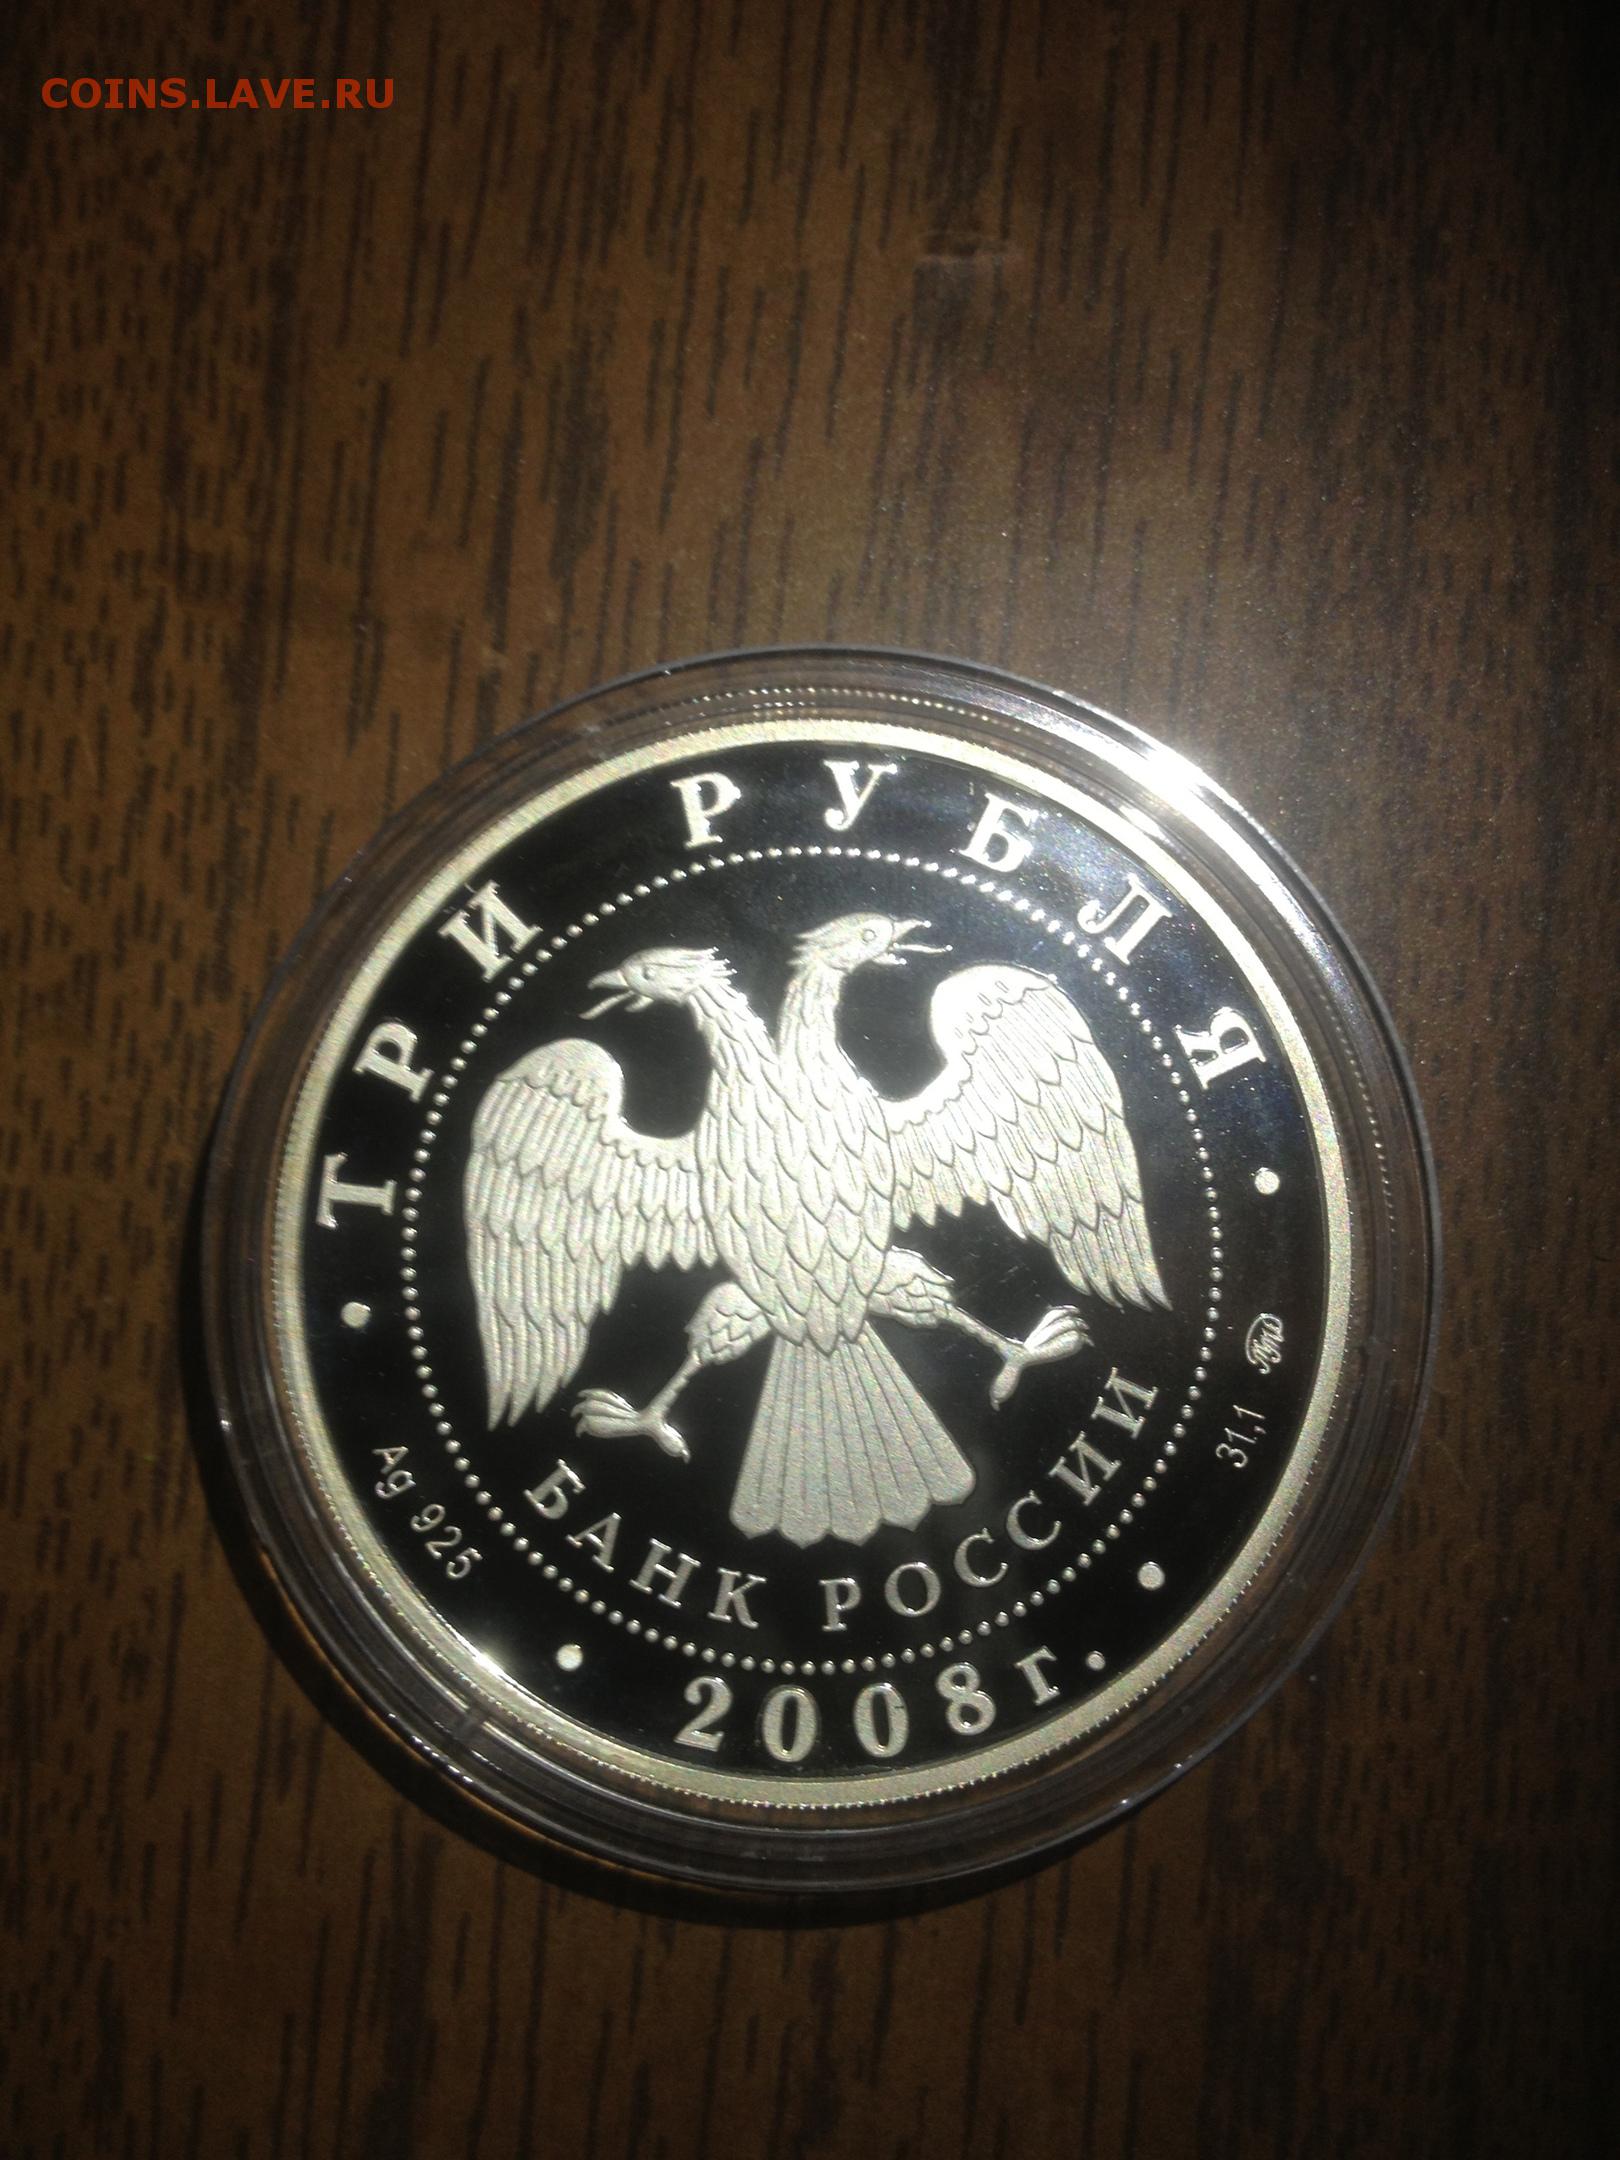 COINS.LAVE.RU
ТРИ РУБЛЯ
БАНК РОССИИ
Ag 925
31,1
2008г.